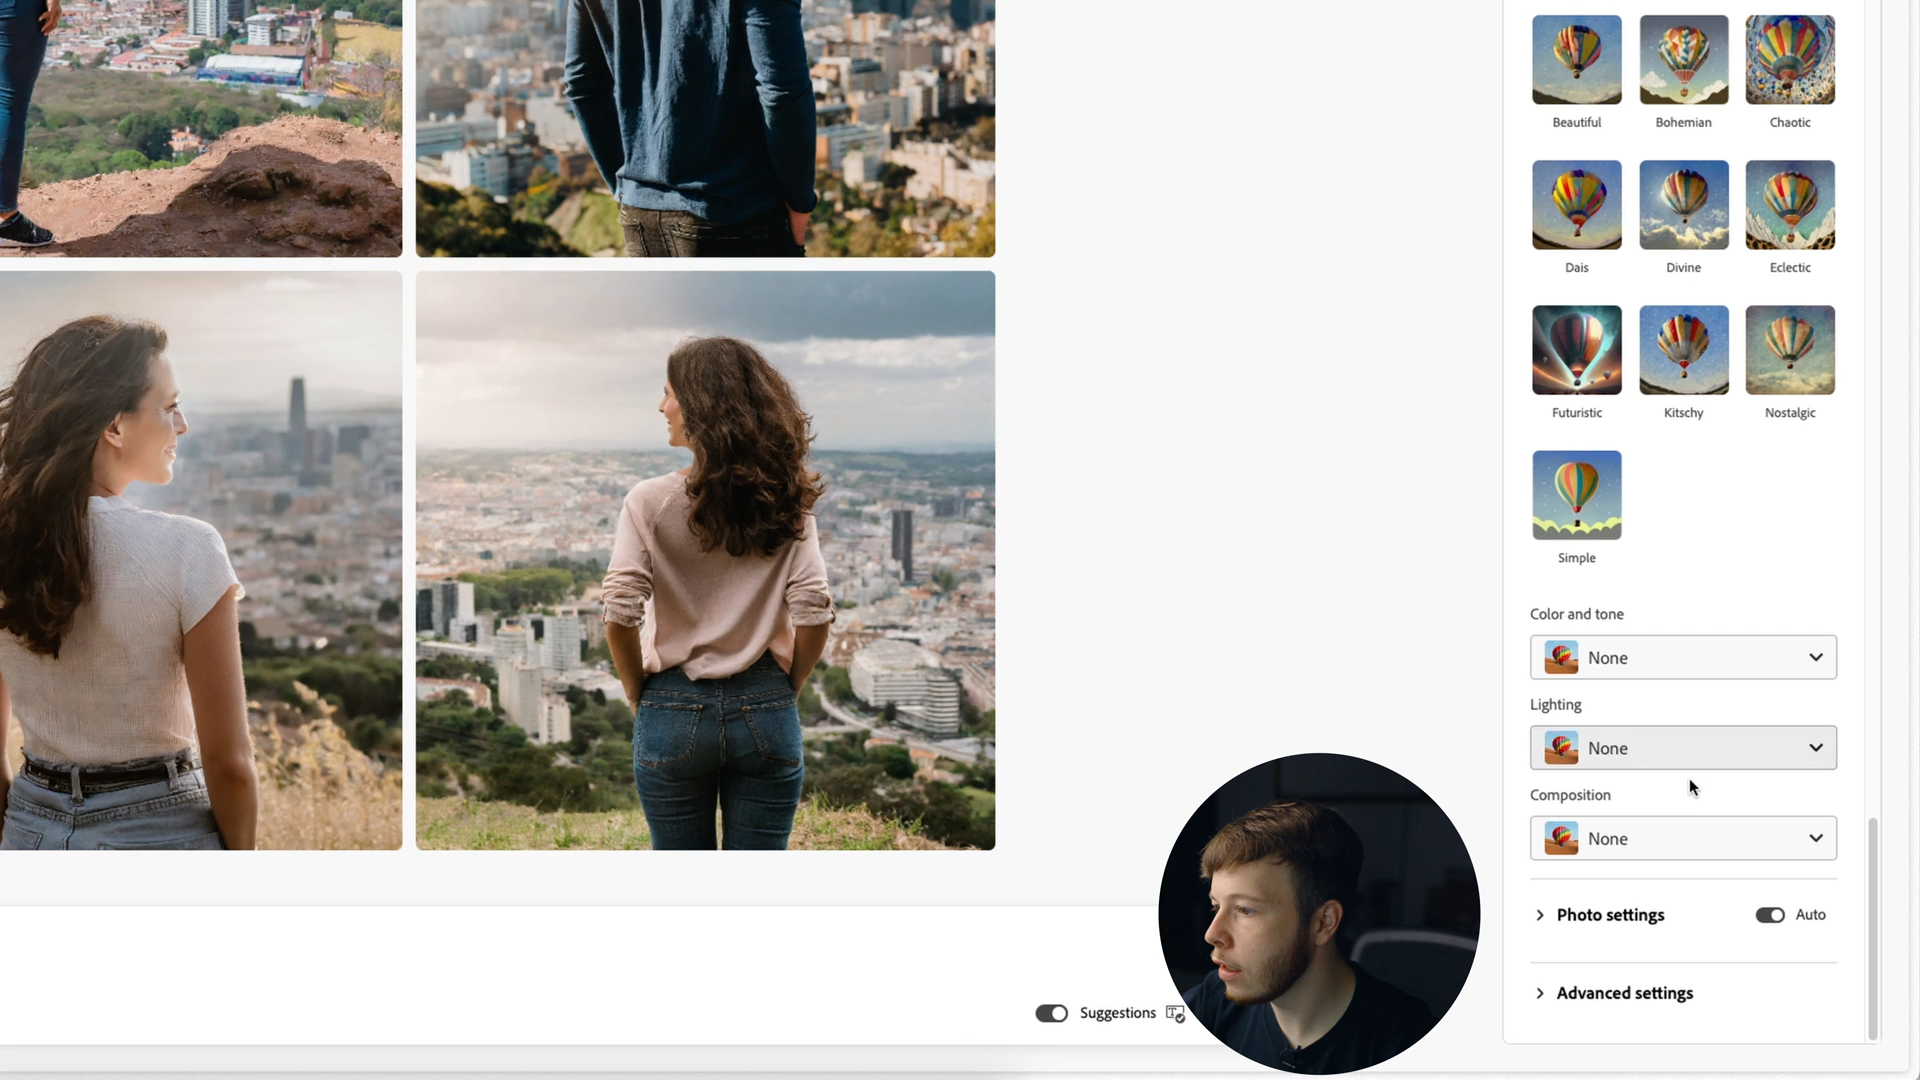 Beautiful
Bohemian
Chaotic
Dais
Divine
Eclectic
Futuristic
Kitschy
Nostalgic
Simple
Color and tone
None
Lighting
None
Composition
None
Photo settings
Auto
Advanced settings
Suggestions